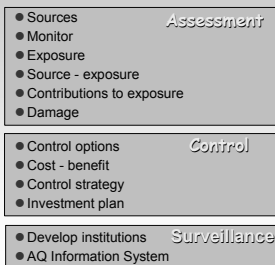 ● Sources Assessment
● Monitor
● Exposure
● Source - exposure
● Contributions to exposure
● Damage
● Control options Control
● Cost - benefit
● Control strategy
● Investment plan
● Develop institutions Surveillance
● AQ Information System